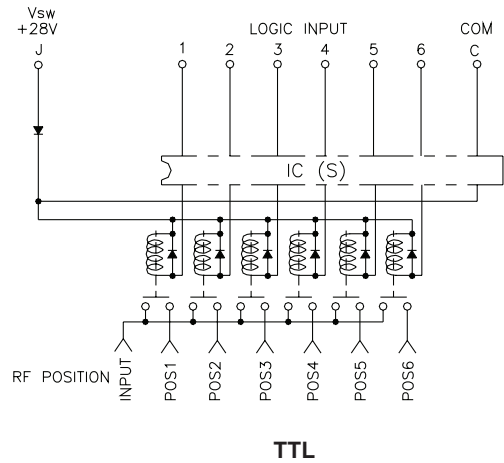 Vsw
+28V
LOGIC INPUT
COM
J
1
2
3
4
5
6
C
IC (S)
RF POSITION
INPUT
POS1
POS2
POS3
POS4
POS5
POS6
TTL